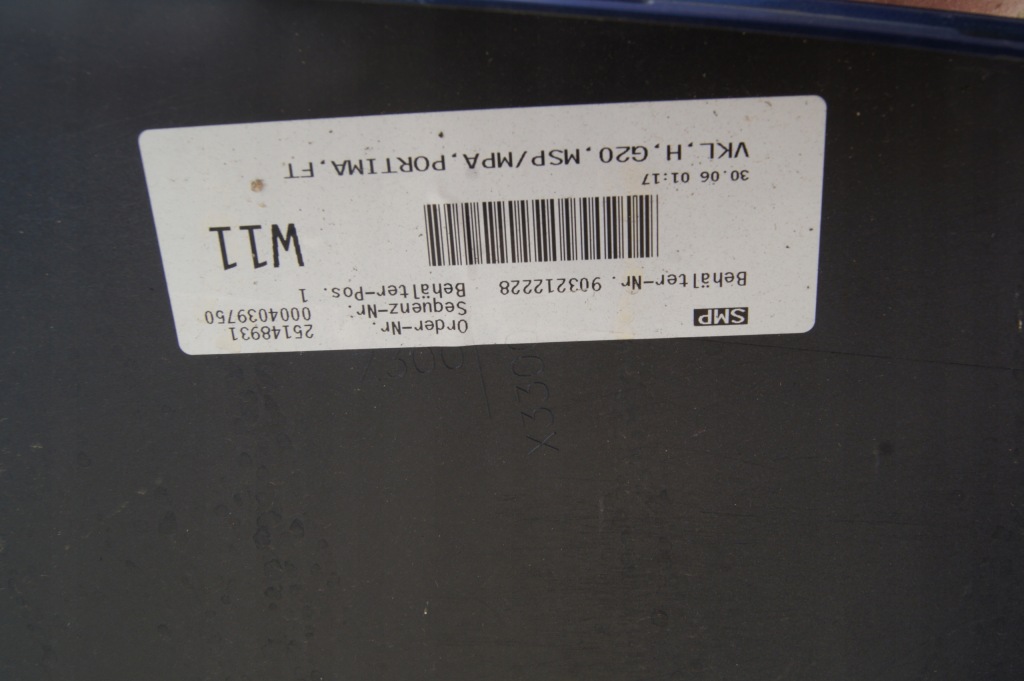 SMP
Order-Nr. 25148931
Sequenz-Nr. 0004039750
Behälter-Nr. 903212228 Behälter-Pos. 1
W11
30.06 01:17
VKL.H.G20.MSP/MPA.PORTIMA.FT